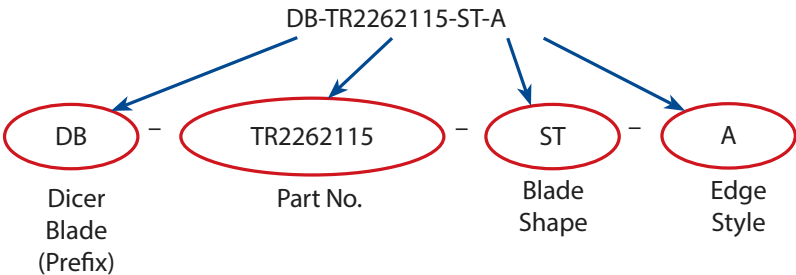 DB-TR2262115-ST-A
DB – TR2262115 – ST – A
Dicer
Blade
(Prefix)
Part No.
Blade
Shape
Edge
Style